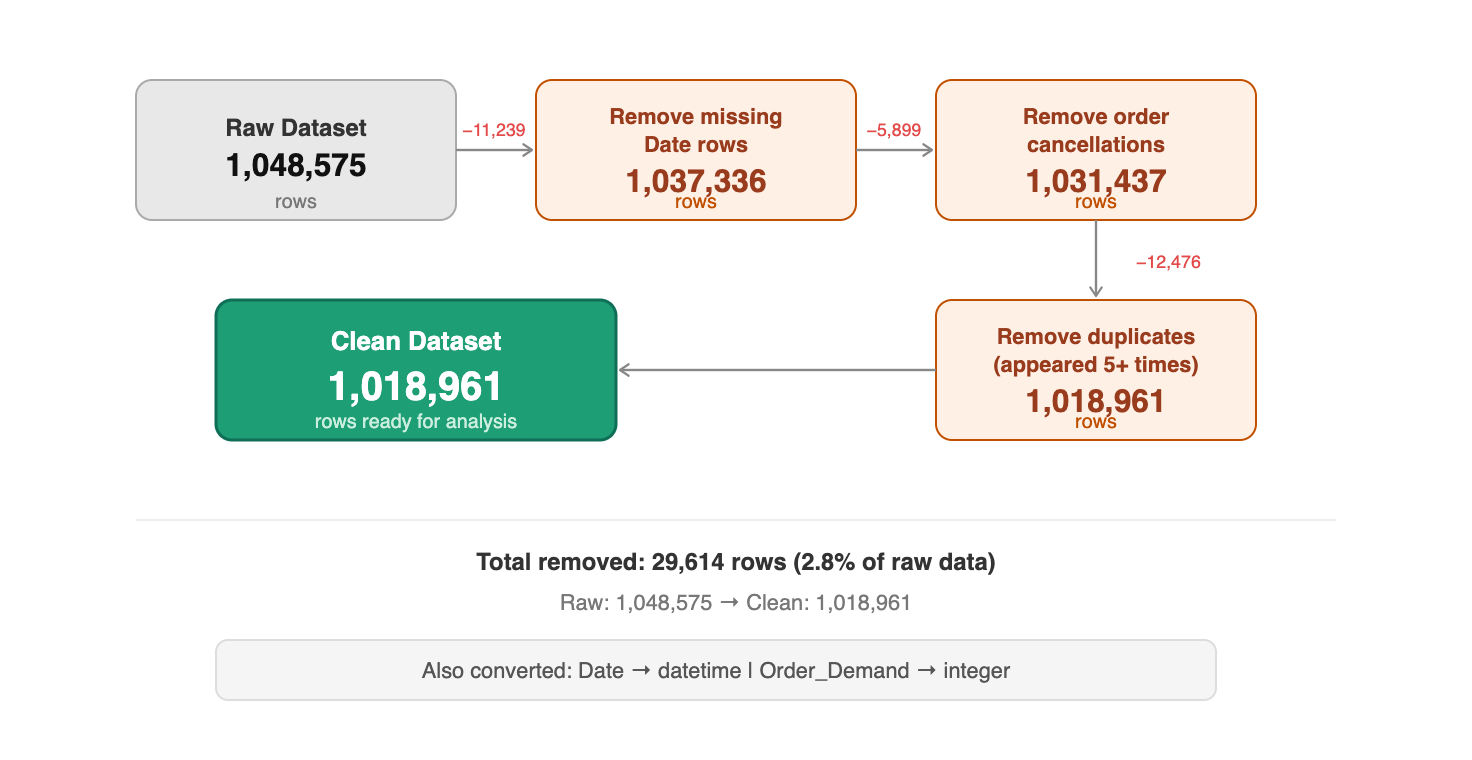 Raw Dataset
1,048,575
rows
−11,239
Remove missing
Date rows
1,037,336
rows
−5,899
Remove order
cancellations
1,031,437
rows
−12,476
Remove duplicates
(appeared 5+ times)
1,018,961
rows
Clean Dataset
1,018,961
rows ready for analysis
Total removed: 29,614 rows (2.8% of raw data)
Raw: 1,048,575 → Clean: 1,018,961
Also converted: Date → datetime | Order_Demand → integer